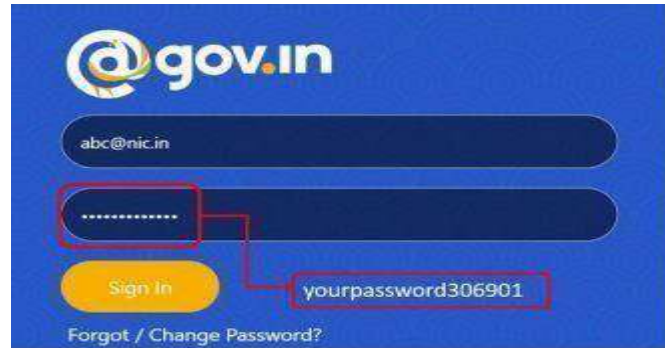 @gov.in
abc@nic.in
•••••••••••••
Sign In
yourpassword306901
Forgot / Change Password?